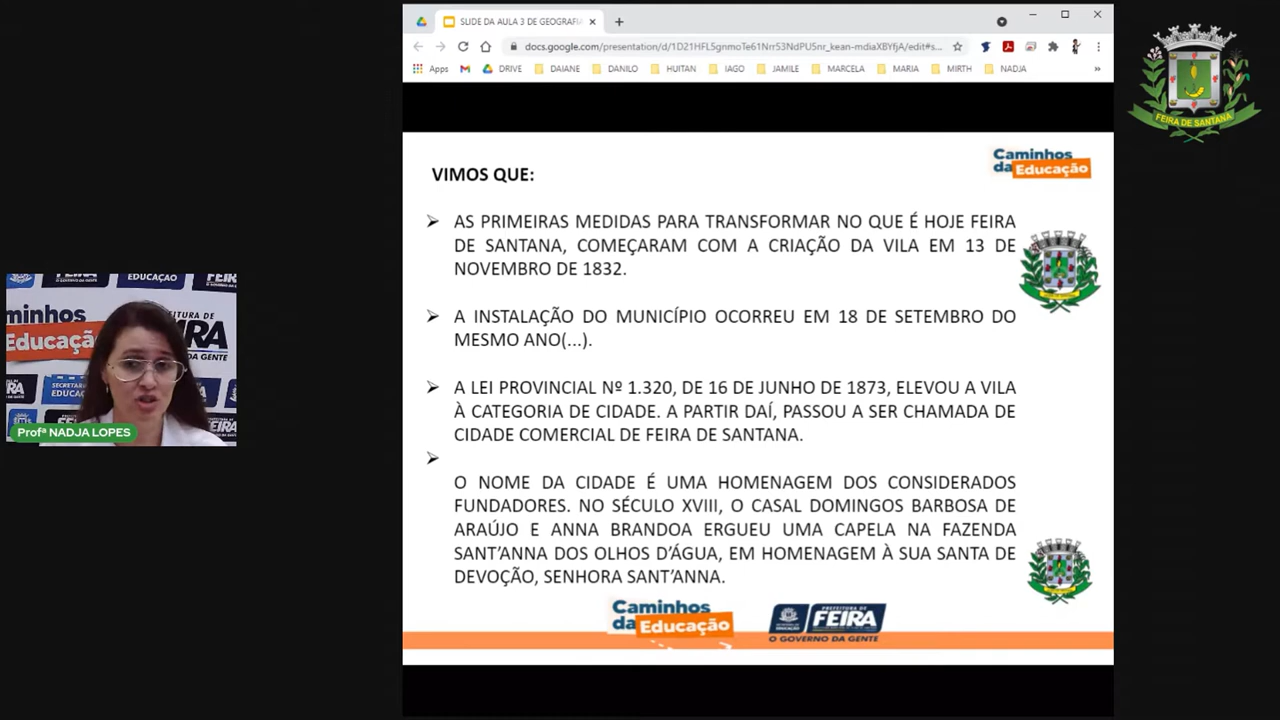 SLIDE DA AULA 3 DE GEOGRAFIA
docs.google.com/presentation/d/1D21HFL5gnmoTe61Nrr53NdPU5nr_kean-mdiaXBYfjA/edit#s...
Apps
DRIVE
DAIANE
DANILO
HUITAN
IAGO
JAMILE
MARCELA
MARIA
MIRTH
NADJA
»
FEIRA DE SANTANA
Caminhos
da Educação
VIMOS QUE:
AS PRIMEIRAS MEDIDAS PARA TRANSFORMAR NO QUE É HOJE FEIRA
DE SANTANA, COMEÇARAM COM A CRIAÇÃO DA VILA EM 13 DE
NOVEMBRO DE 1832.
A INSTALAÇÃO DO MUNICÍPIO OCORREU EM 18 DE SETEMBRO DO
MESMO ANO(...).
A LEI PROVINCIAL Nº 1.320, DE 16 DE JUNHO DE 1873, ELEVOU A VILA
À CATEGORIA DE CIDADE. A PARTIR DAÍ, PASSOU A SER CHAMADA DE
CIDADE COMERCIAL DE FEIRA DE SANTANA.
O NOME DA CIDADE É UMA HOMENAGEM DOS CONSIDERADOS
FUNDADORES. NO SÉCULO XVIII, O CASAL DOMINGOS BARBOSA DE
ARAÚJO E ANNA BRANDOA ERGUEU UMA CAPELA NA FAZENDA
SANT’ANNA DOS OLHOS D’ÁGUA, EM HOMENAGEM À SUA SANTA DE
DEVOÇÃO, SENHORA SANT’ANNA.
Caminhos
da Educação
PREFEITURA DE
FEIRA
O GOVERNO DA GENTE
EDUCAÇÃO
minhos
Educação
Profª NADJA LOPES